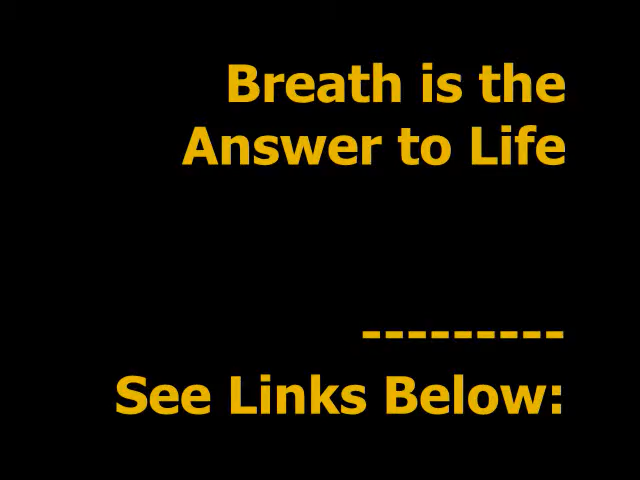 Breath is the
Answer to Life
---------
See Links Below: